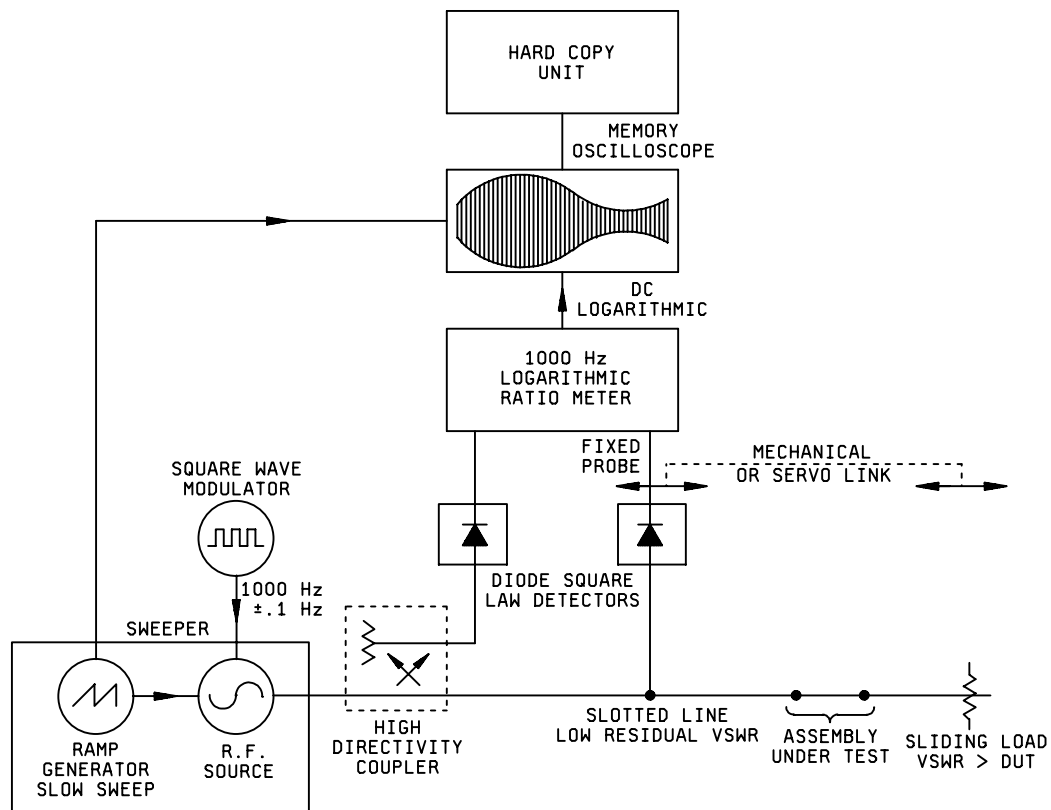 HARD COPY
UNIT
MEMORY
OSCILLOSCOPE
DC
LOGARITHMIC
1000 Hz
LOGARITHMIC
RATIO METER
FIXED
PROBE
MECHANICAL
OR SERVO LINK
SQUARE WAVE
MODULATOR
1000 Hz
±.1 Hz
DIODE SQUARE
LAW DETECTORS
SWEEPER
RAMP
GENERATOR
SLOW SWEEP
R.F.
SOURCE
HIGH
DIRECTIVITY
COUPLER
SLOTTED LINE
LOW RESIDUAL VSWR
ASSEMBLY
UNDER TEST
SLIDING LOAD
VSWR > DUT